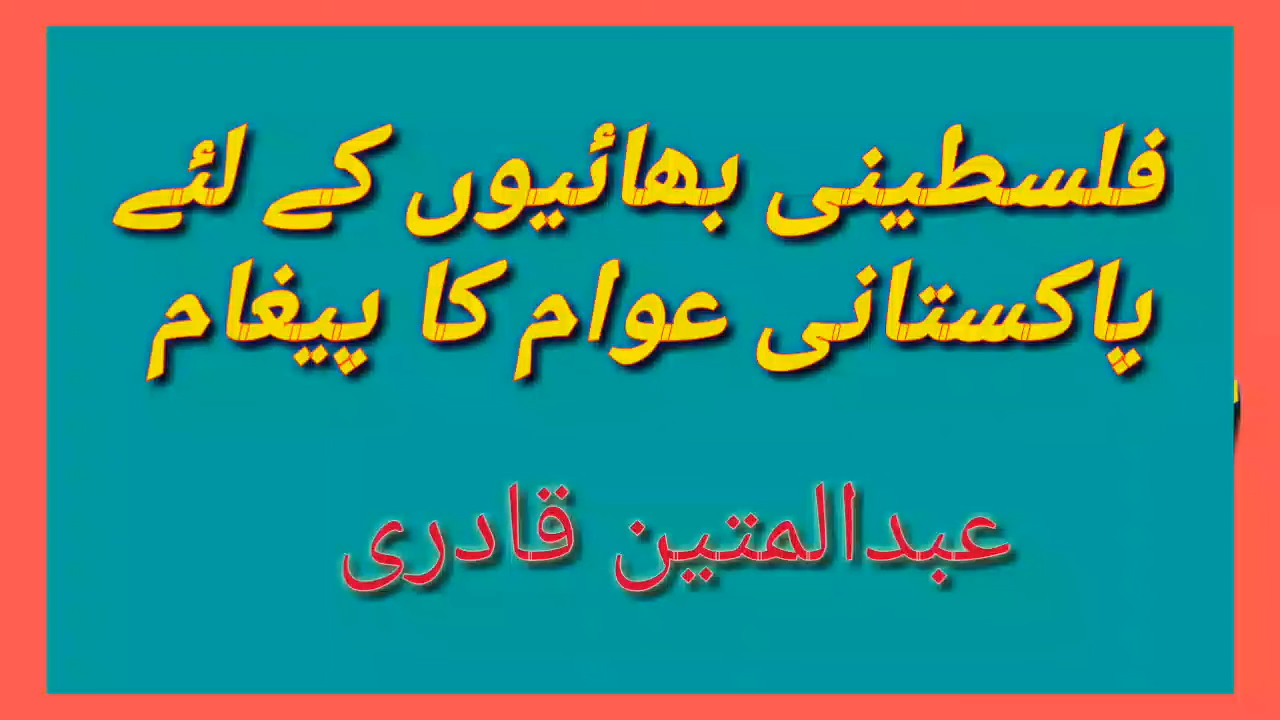 فلسطینی بھائیوں کے لئے
پاکستانی عوام کا پیغام
عبدالمتین قادری